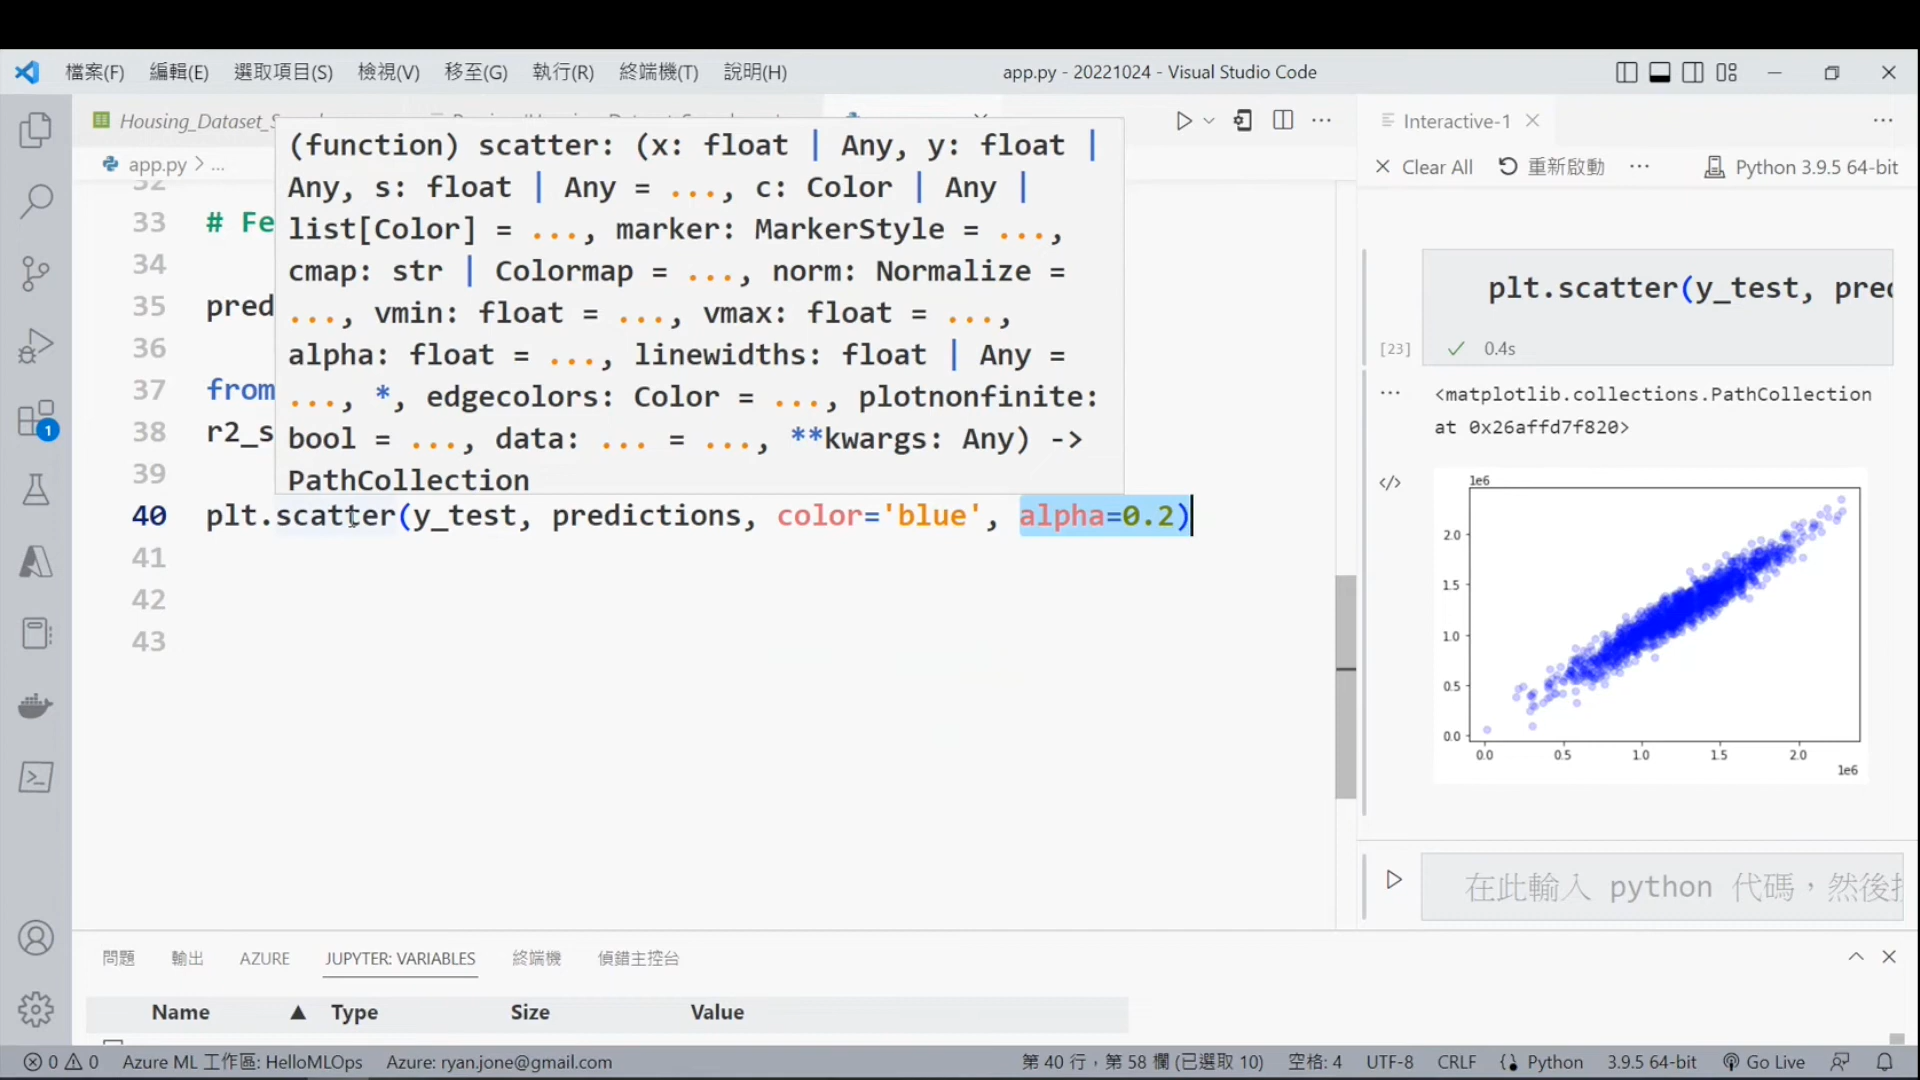 檔案(F) 編輯(E) 選取項目(S) 檢視(V) 移至(G) 執行(R) 終端機(T) 說明(H) app.py - 20221024 - Visual Studio Code
Housing_Dataset_S
Interactive-1
app.py > ...
Clear All 重新啟動 ... Python 3.9.5 64-bit
(function) scatter: (x: float | Any, y: float |
Any, s: float | Any = ..., c: Color | Any |
list[Color] = ..., marker: MarkerStyle = ...,
cmap: str | Colormap = ..., norm: Normalize =
..., vmin: float = ..., vmax: float = ...,
alpha: float = ..., linewidths: float | Any =
..., *, edgecolors: Color = ..., plotnonfinite:
bool = ..., data: ... = ..., **kwargs: Any) ->
PathCollection
32
33 # Fe
34
35 pred
36
37 from
38 r2_s
39
40 plt.scatter(y_test, predictions, color='blue', alpha=0.2)
41
42
43
plt.scatter(y_test, pred
[23] 0.4s
<matplotlib.collections.PathCollection
at 0x26affd7f820>
1e6
2.0
1.5
1.0
0.5
0.0
0.0 0.5 1.0 1.5 2.0
1e6
在此輸入 python 代碼，然後
1
問題 輸出 AZURE JUPYTER: VARIABLES 終端機 偵錯主控台
Name ▲ Type Size Value
0 0 Azure ML 工作區: HelloMLOps Azure: ryan.jone@gmail.com 第 40 行，第 58 欄 (已選取 10) 空格: 4 UTF-8 CRLF Python 3.9.5 64-bit Go Live